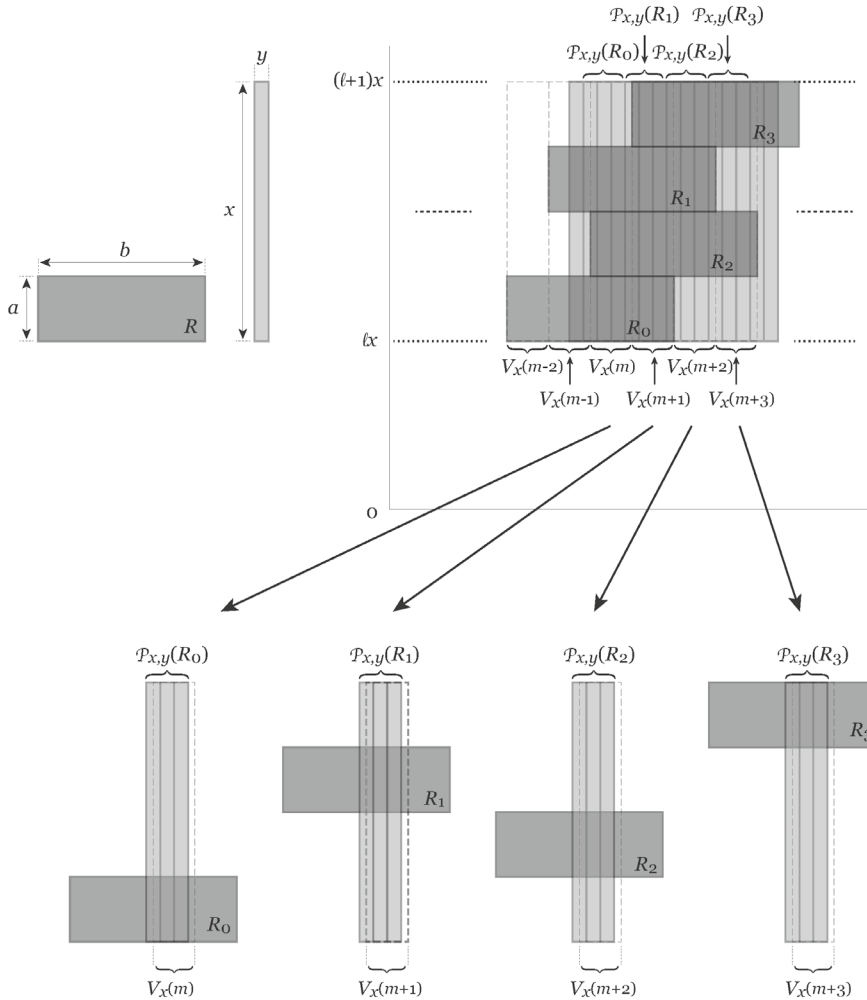 𝒫x,y(R1) 𝒫x,y(R3)
𝒫x,y(R0) 𝒫x,y(R2)
y
(ℓ+1)x
R3
x
R1
b
R2
a
R
R0
ℓx
Vx(m-2) Vx(m) Vx(m+2)
Vx(m-1) Vx(m+1) Vx(m+3)
0
𝒫x,y(R0) 𝒫x,y(R1) 𝒫x,y(R2) 𝒫x,y(R3)
R3
R1
R2
R0
Vx(m) Vx(m+1) Vx(m+2) Vx(m+3)